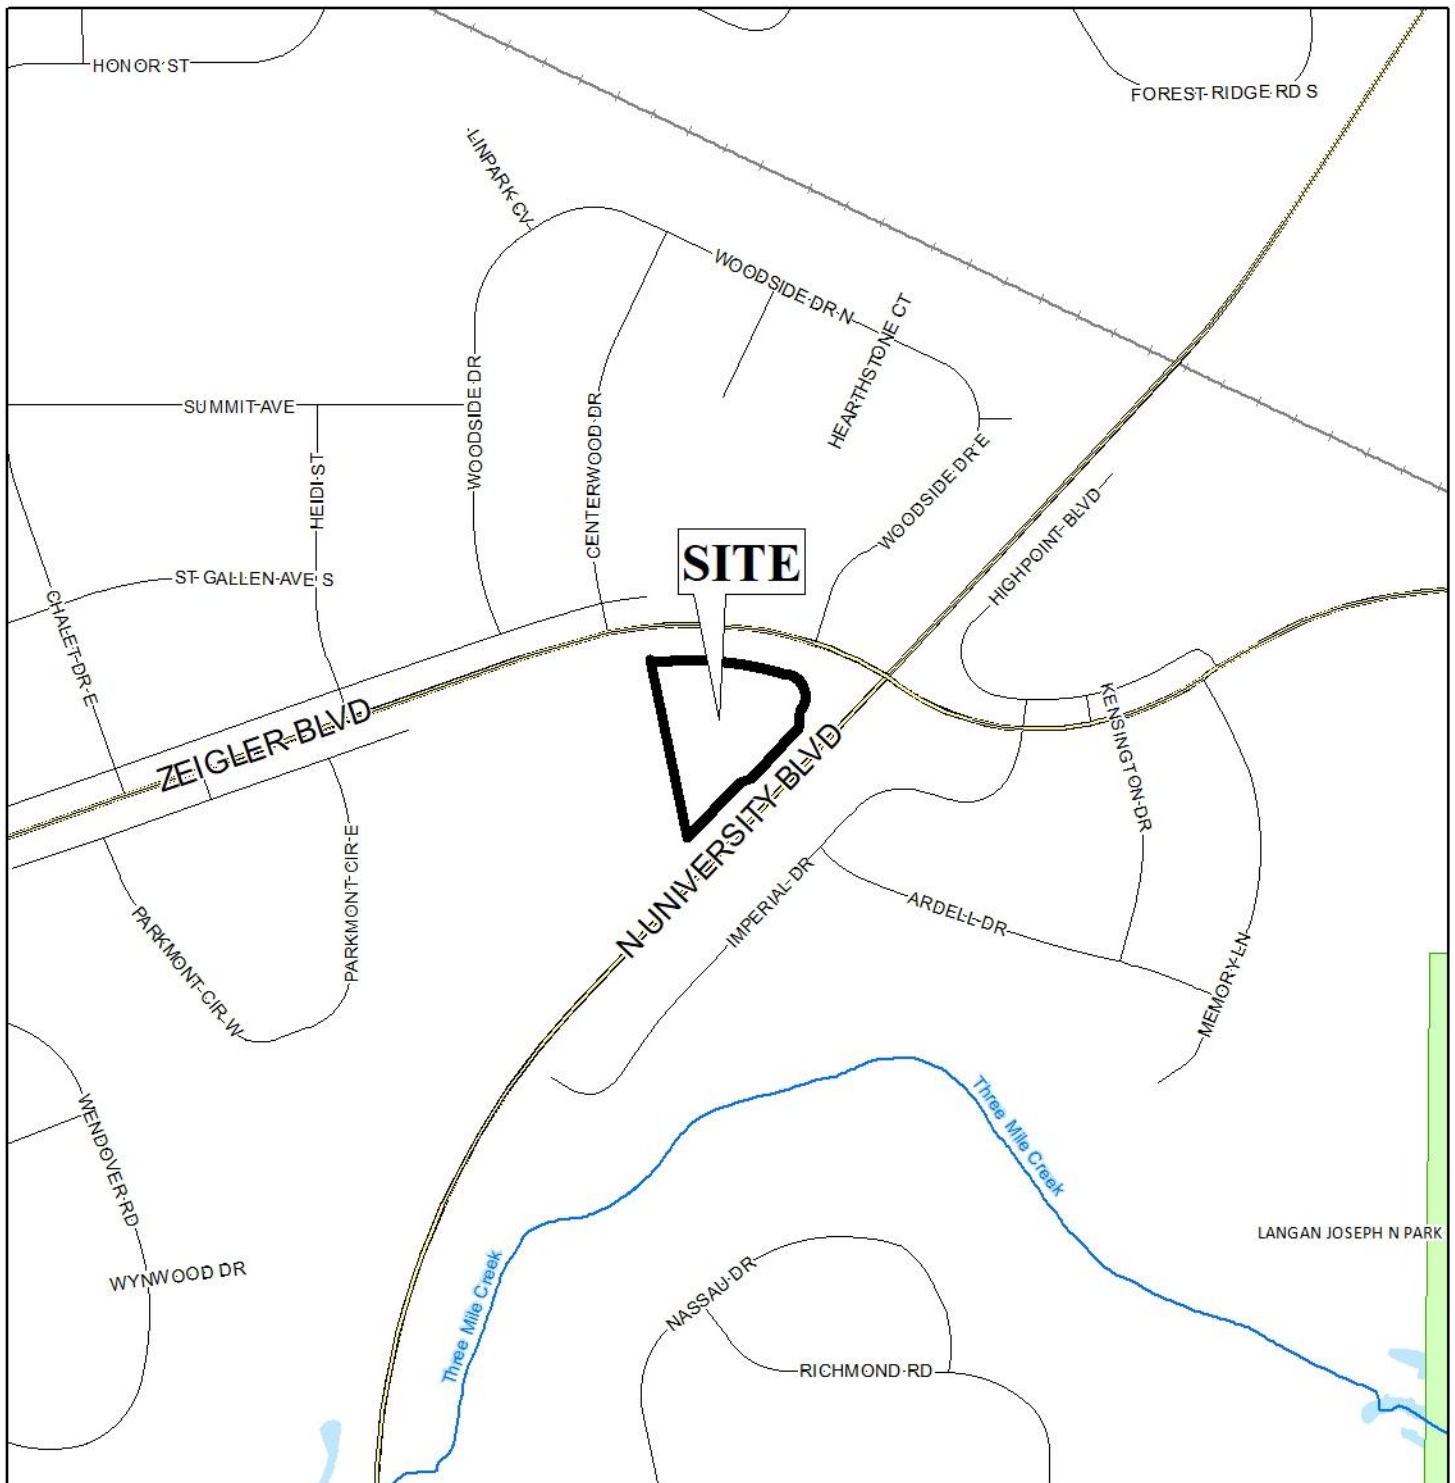 HONOR ST
FOREST RIDGE RD S
LINPARK CV
WOODSIDE DR N
HEARTHSTONE CT
SUMMIT AVE
WOODSIDE DR
CENTERWOOD DR
HEIDI ST
WOODSIDE DR E
HIGHPOINT BLVD
SITE
ST GALLEN AVE S
CHALET DR E
ZEIGLER BLVD
KENSINGTON DR
N UNIVERSITY BLVD
IMPERIAL DR
ARDELL DR
PARKMONT CIR E
PARKMONT CIR W
MEMORY LN
WENDOVER RD
Three Mile Creek
LANGAN JOSEPH N PARK
WYNWOOD DR
Three Mile Creek
NASSAU DR
RICHMOND RD